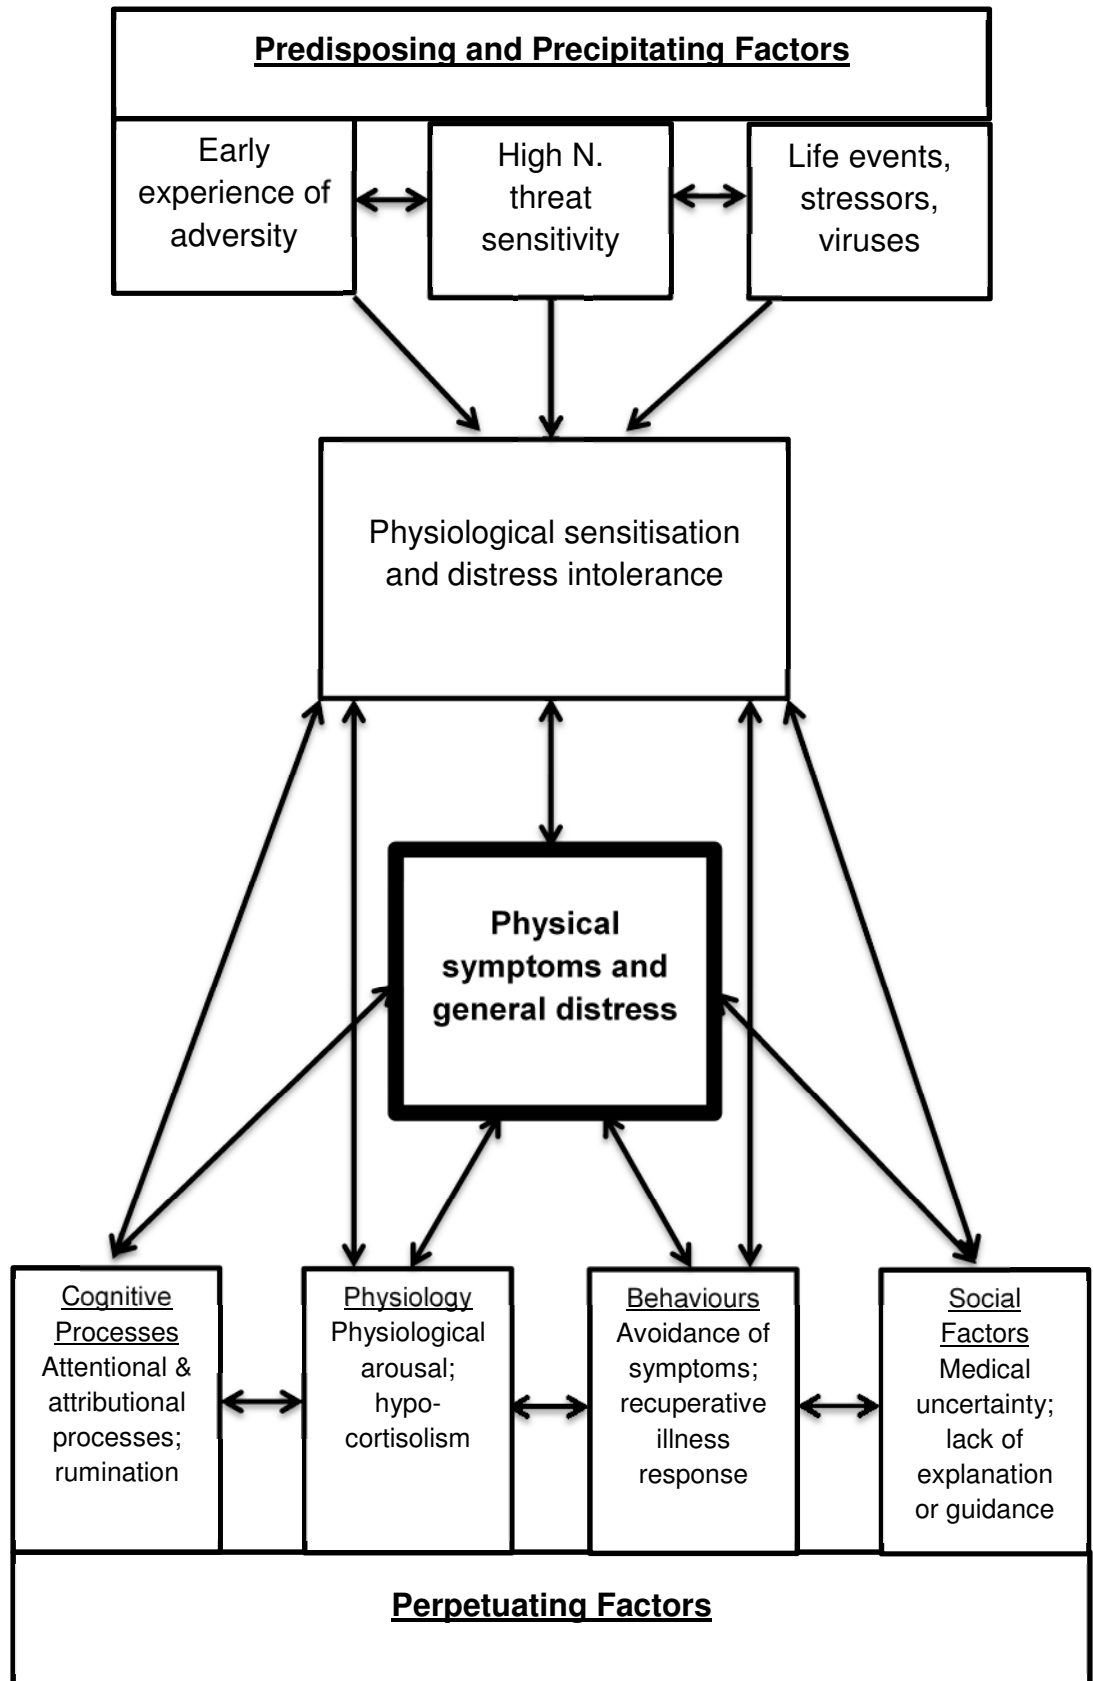 Predisposing and Precipitating Factors
Early
experience of
adversity
High N.
threat
sensitivity
Life events,
stressors,
viruses
Physiological sensitisation
and distress intolerance
Physical
symptoms and
general distress
Cognitive
Processes
Attentional &
attributional
processes;
rumination
Physiology
Physiological
arousal;
hypo-
cortisolism
Behaviours
Avoidance of
symptoms;
recuperative
illness
response
Social
Factors
Medical
uncertainty;
lack of
explanation
or guidance
Perpetuating Factors